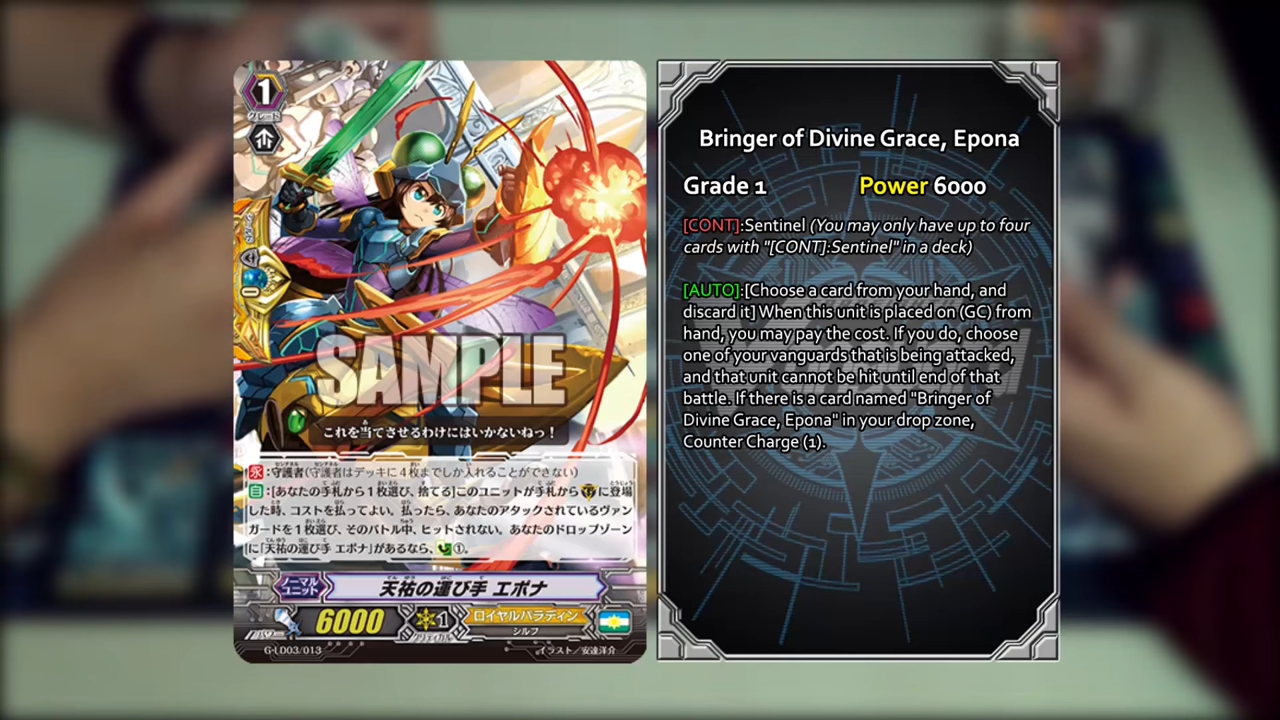 1
グレード
SAMPLE
これを当てさせるわけにはいかないねっ！
永:守護者(守護者はデッキに４枚までしか入れることができない)
自:[あなたの手札から１枚選び、捨てる]このユニットが手札からGに登場
した時、コストを払ってよい。払ったら、あなたのアタックされているヴァン
ガードを１枚選び、そのバトル中、ヒットされない。あなたのドロップゾーン
に「天祐の運び手 エポナ」があるなら、①。
ノーマル
ユニット
天祐の運び手 エポナ
パワー
6000
1
クリティカル
ロイヤルパラディン
シルフ
G-LD03/013
イラスト／安達洋介
Bringer of Divine Grace, Epona
Grade 1 Power 6000
[CONT]:Sentinel (You may only have up to four
cards with "[CONT]:Sentinel" in a deck)
[AUTO]:[Choose a card from your hand, and
discard it] When this unit is placed on (GC) from
hand, you may pay the cost. If you do, choose
one of your vanguards that is being attacked,
and that unit cannot be hit until end of that
battle. If there is a card named "Bringer of
Divine Grace, Epona" in your drop zone,
Counter Charge (1).